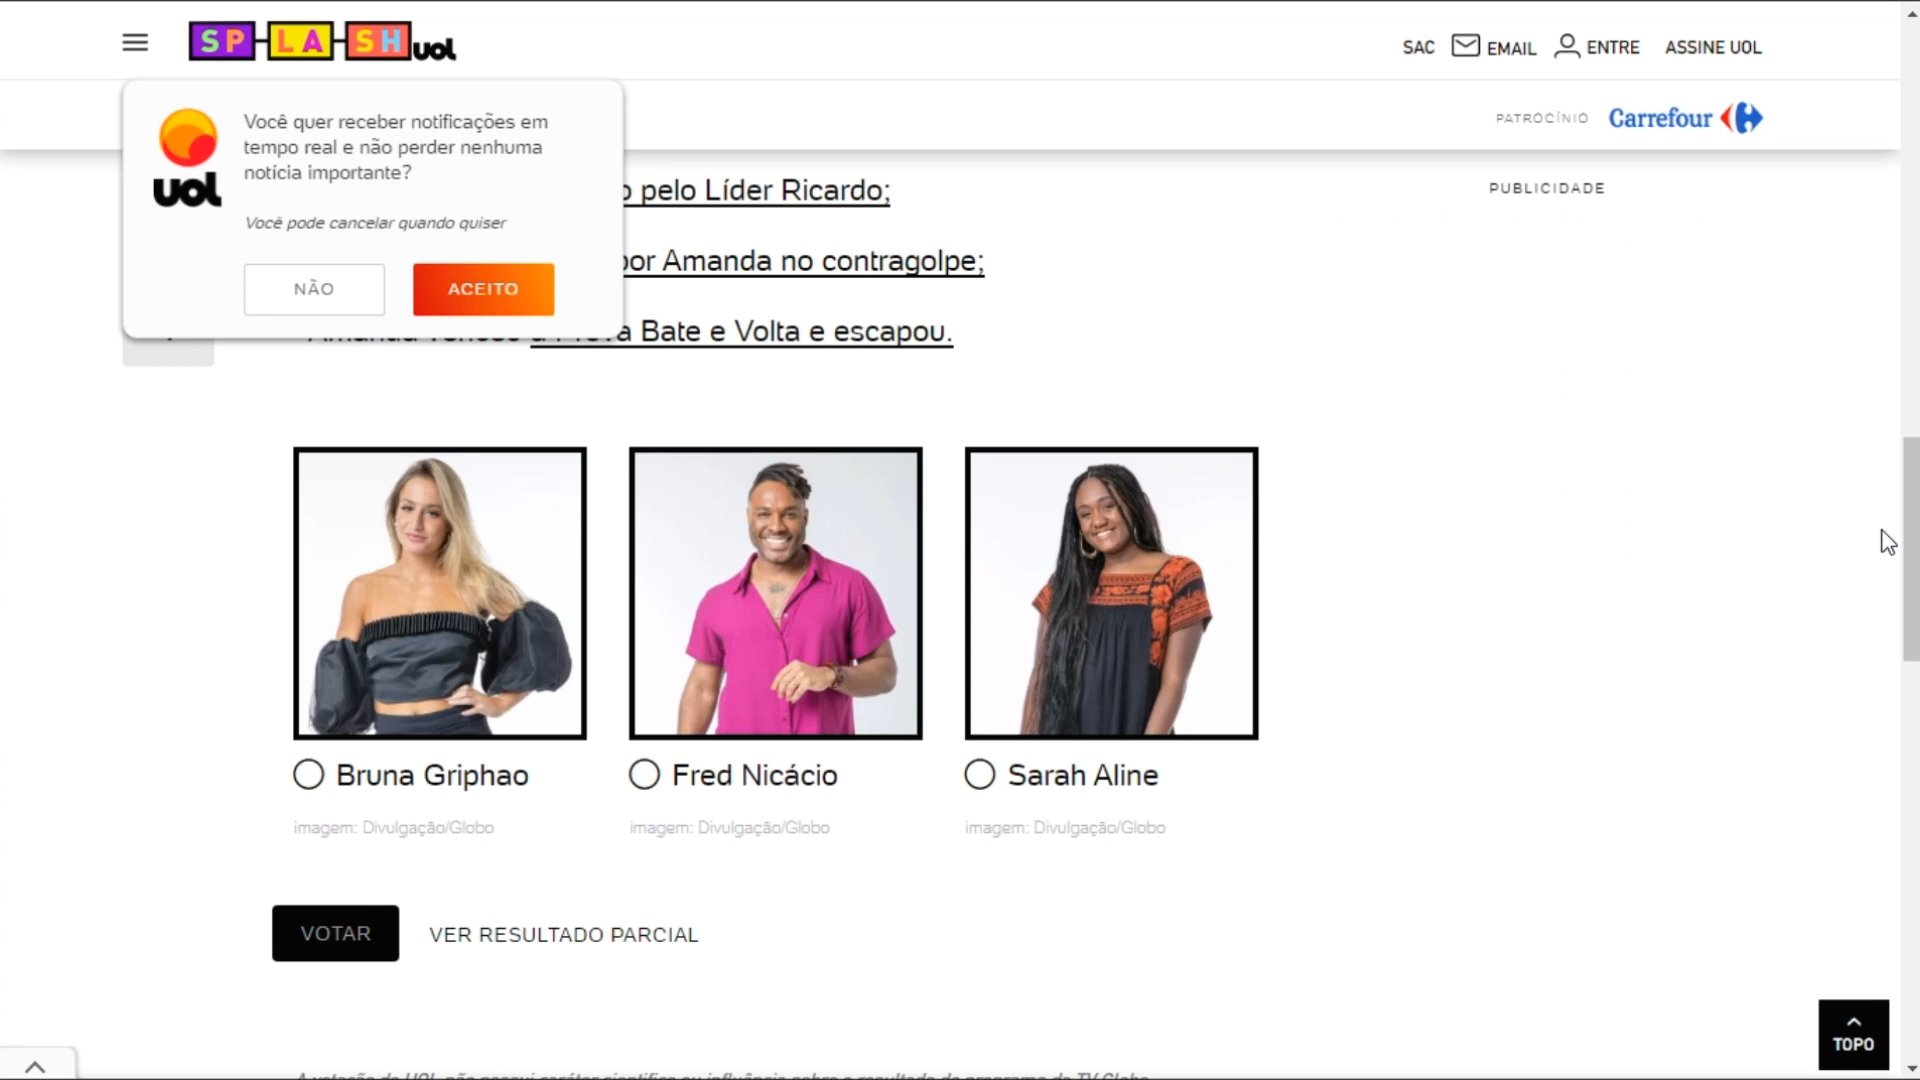 SPLASH uol
SAC EMAIL ENTRE ASSINE UOL
PATROCÍNIO Carrefour
Você quer receber notificações em
tempo real e não perder nenhuma
notícia importante?
uol
Você pode cancelar quando quiser
NÃO ACEITO
pelo Líder Ricardo;
por Amanda no contragolpe;
Bate e Volta e escapou.
PUBLICIDADE
Bruna Griphao Fred Nicácio Sarah Aline
imagem: Divulgação/Globo imagem: Divulgação/Globo imagem: Divulgação/Globo
VOTAR VER RESULTADO PARCIAL
TOPO